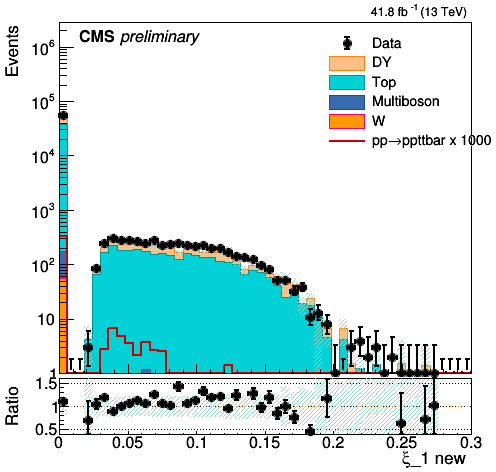 41.8 fb⁻¹ (13 TeV)
CMS preliminary
Events
Data
DY
Top
Multiboson
W
pp→ppttbar x 1000
10⁶
10⁵
10⁴
10³
10²
10
1
Ratio
1.5
1
0.5
0 0.05 0.1 0.15 0.2 0.25 0.3
ξ_1 new